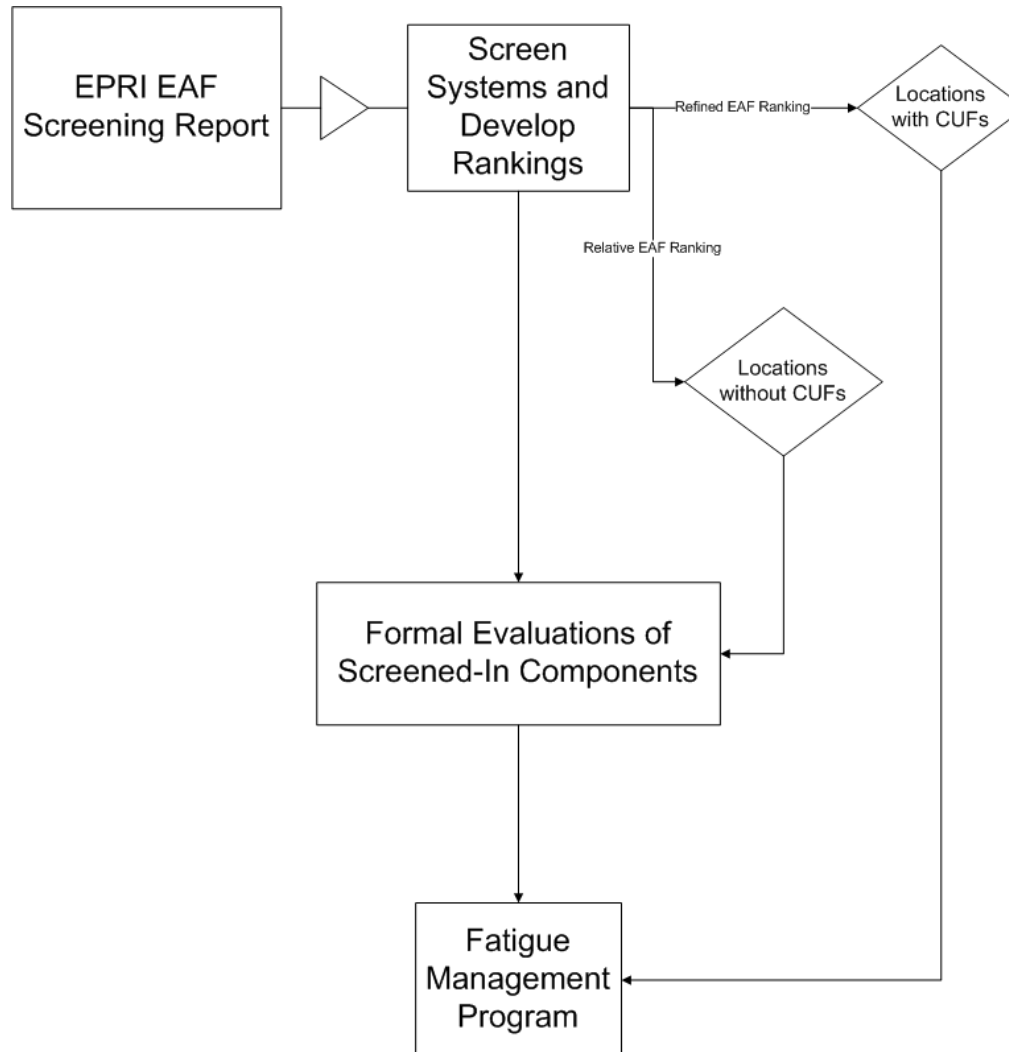 EPRI EAF
Screening Report
Screen
Systems and
Develop
Rankings
Refined EAF Ranking
Locations
with CUFs
Relative EAF Ranking
Locations
without CUFs
Formal Evaluations of
Screened-In Components
Fatigue
Management
Program